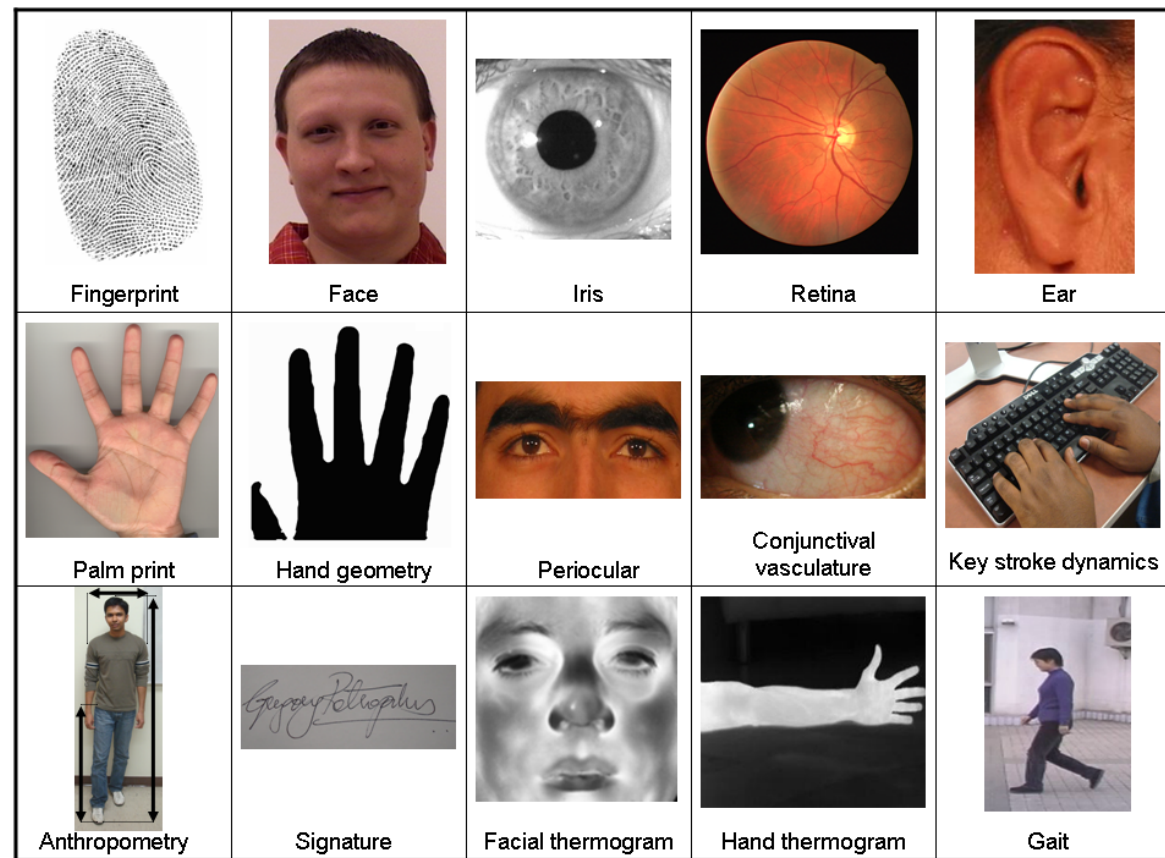 Fingerprint
Face
Iris
Retina
Ear
Palm print
Hand geometry
Periocular
Conjunctival
vasculature
Key stroke dynamics
DELL
Anthropometry
Signature
Facial thermogram
Hand thermogram
Gait